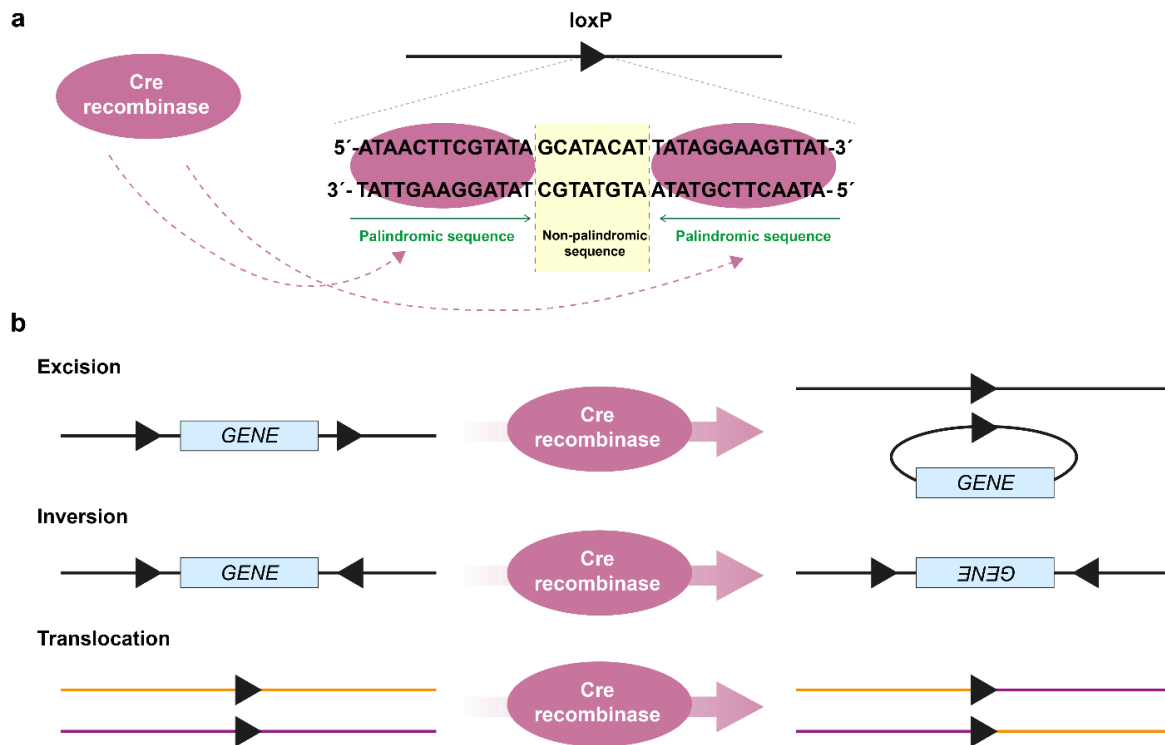 a
loxP
Cre
recombinase
5´-ATAACTTCGTATA GCATACAT TATAGGAAGTTAT-3´
3´- TATTGAAGGATAT CGTATGTA ATATGCTTCAATA- 5´
Palindromic sequence
Non-palindromic
sequence
Palindromic sequence
b
Excision
GENE
Cre
recombinase
GENE
Inversion
GENE
Cre
recombinase
GENE
Translocation
Cre
recombinase